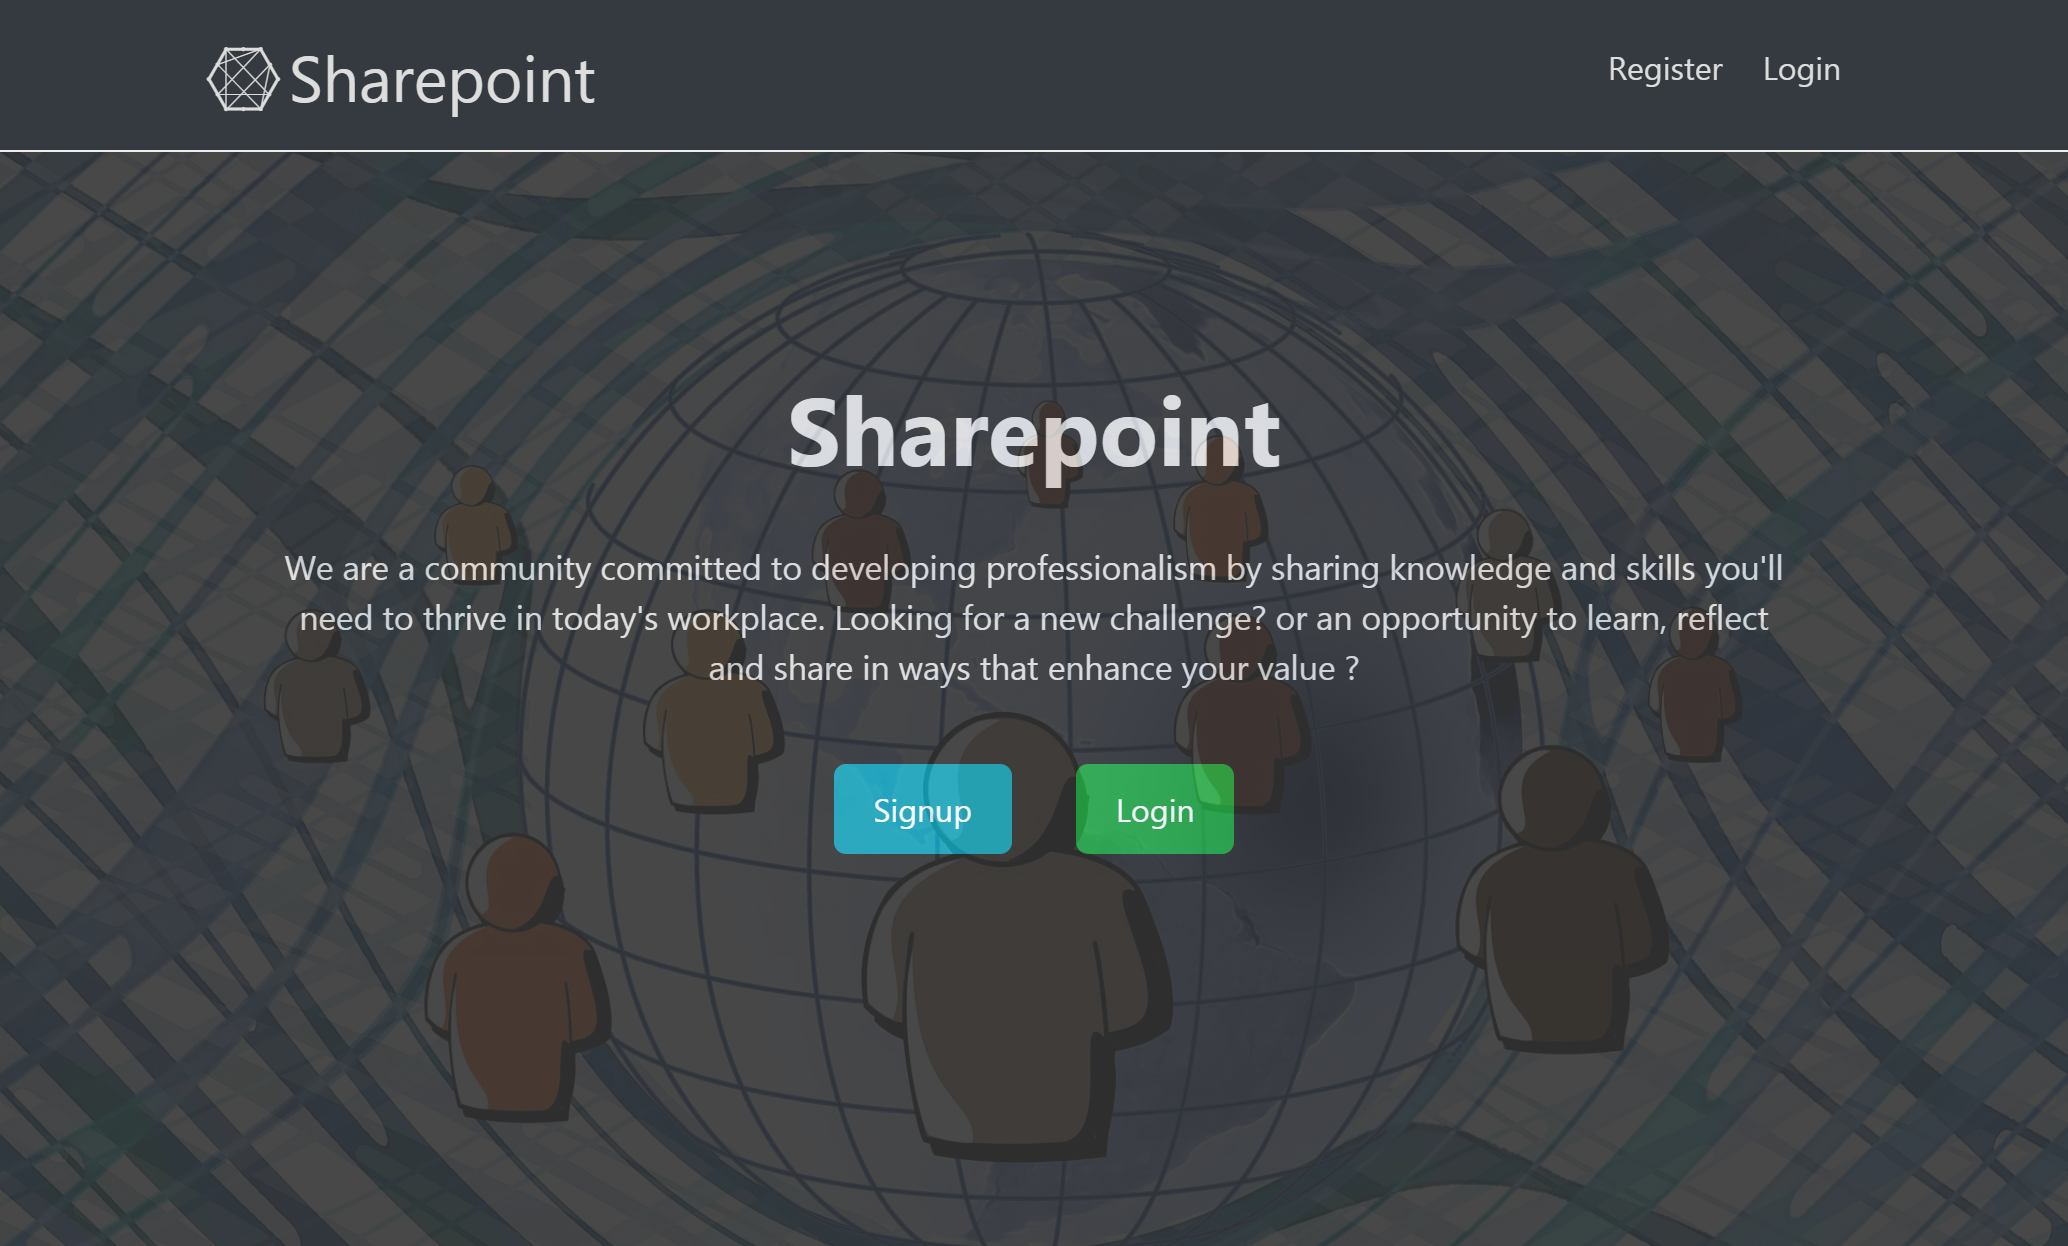 Sharepoint
Register
Login
Sharepoint
We are a community committed to developing professionalism by sharing knowledge and skills you'll
need to thrive in today's workplace. Looking for a new challenge? or an opportunity to learn, reflect
and share in ways that enhance your value ?
Signup
Login